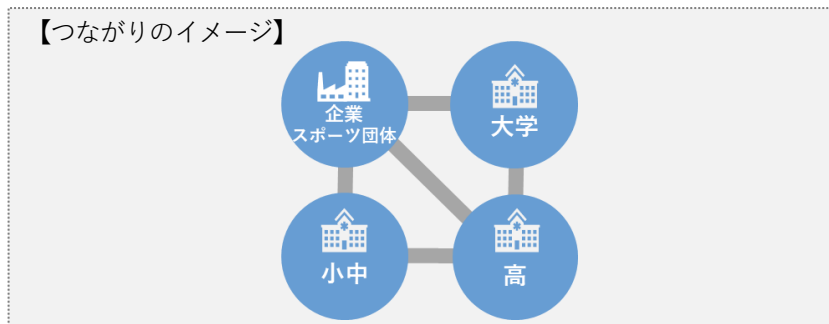 【つながりのイメージ】
企業
スポーツ団体
大学
小中
高